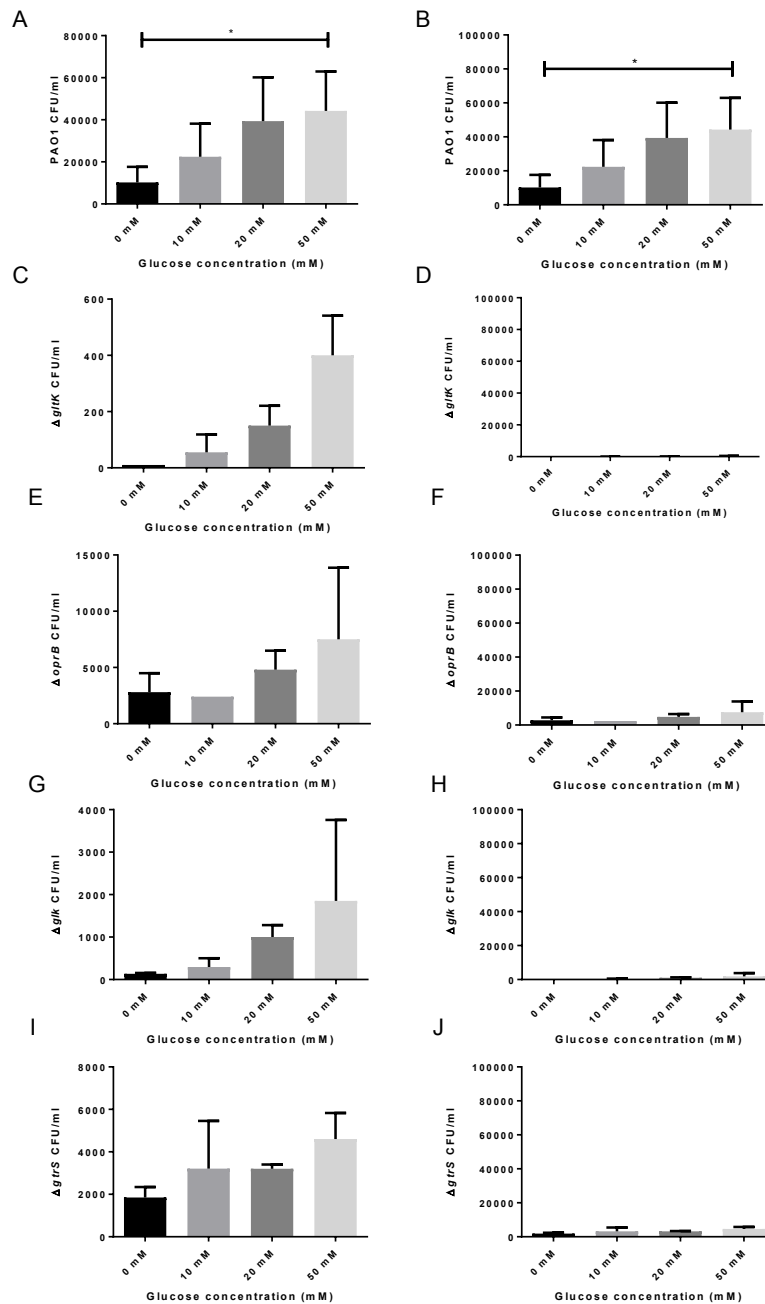 A
PAO1 CFU/ml
80000
60000
40000
20000
0
*
0 mM
10 mM
20 mM
50 mM
Glucose concentration (mM)
B
PAO1 CFU/ml
100000
80000
60000
40000
20000
0
*
0 mM
10 mM
20 mM
50 mM
Glucose concentration (mM)
C
ΔgltK CFU/ml
600
400
200
0
0 mM
10 mM
20 mM
50 mM
Glucose concentration (mM)
D
ΔgltK CFU/ml
100000
80000
60000
40000
20000
0
0 mM
10 mM
20 mM
50 mM
Glucose concentration (mM)
E
ΔoprB CFU/ml
15000
10000
5000
0
0 mM
10 mM
20 mM
50 mM
Glucose concentration (mM)
F
ΔoprB CFU/ml
100000
80000
60000
40000
20000
0
0 mM
10 mM
20 mM
50 mM
Glucose concentration (mM)
G
Δglk CFU/ml
4000
3000
2000
1000
0
0 mM
10 mM
20 mM
50 mM
Glucose concentration (mM)
H
Δglk CFU/ml
100000
80000
60000
40000
20000
0
0 mM
10 mM
20 mM
50 mM
Glucose concentration (mM)
I
ΔgtrS CFU/ml
8000
6000
4000
2000
0
0 mM
10 mM
20 mM
50 mM
Glucose concentration (mM)
J
ΔgtrS CFU/ml
100000
80000
60000
40000
20000
0
0 mM
10 mM
20 mM
50 mM
Glucose concentration (mM)